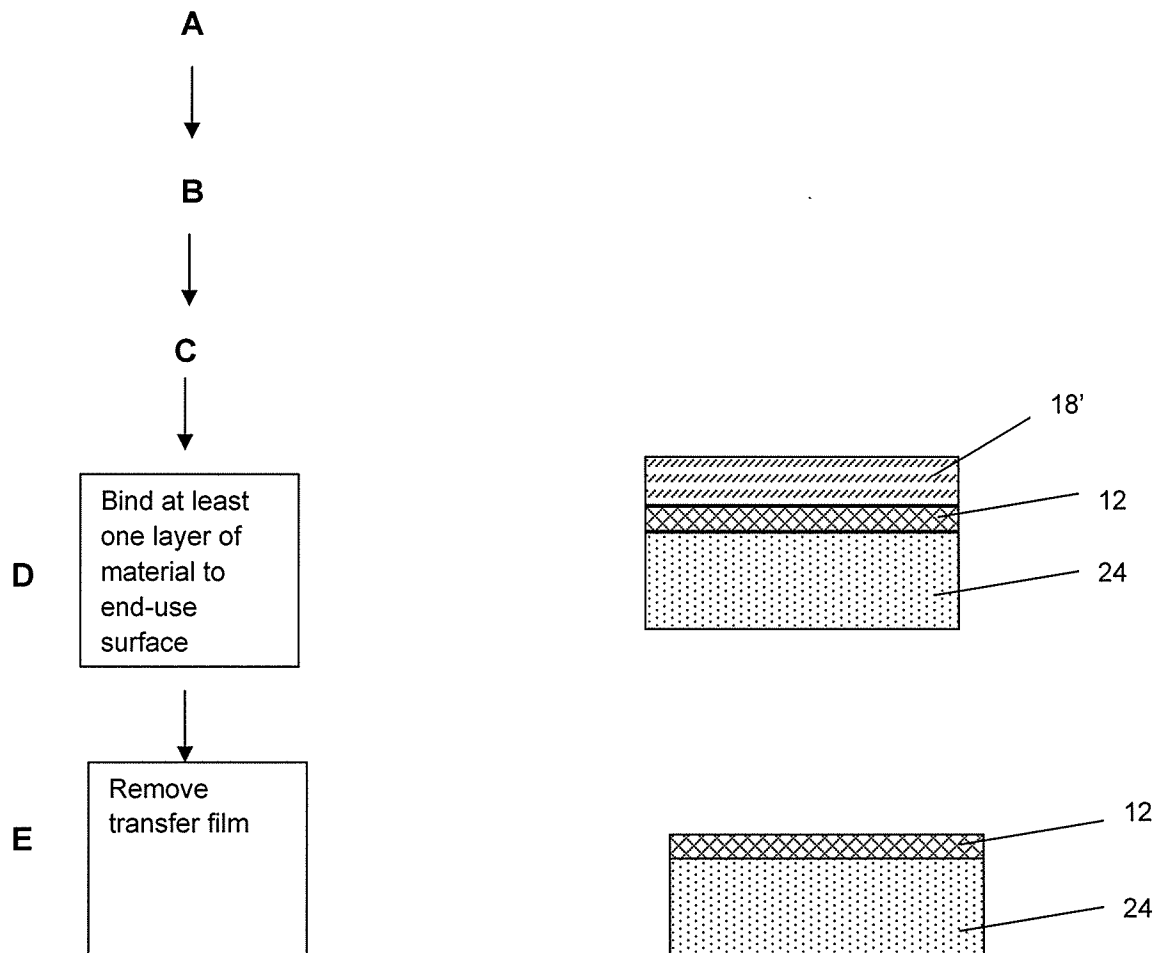 A
B
C
18’
D
Bind at least
one layer of
material to
end-use
surface
12
24
E
Remove
transfer film
12
24